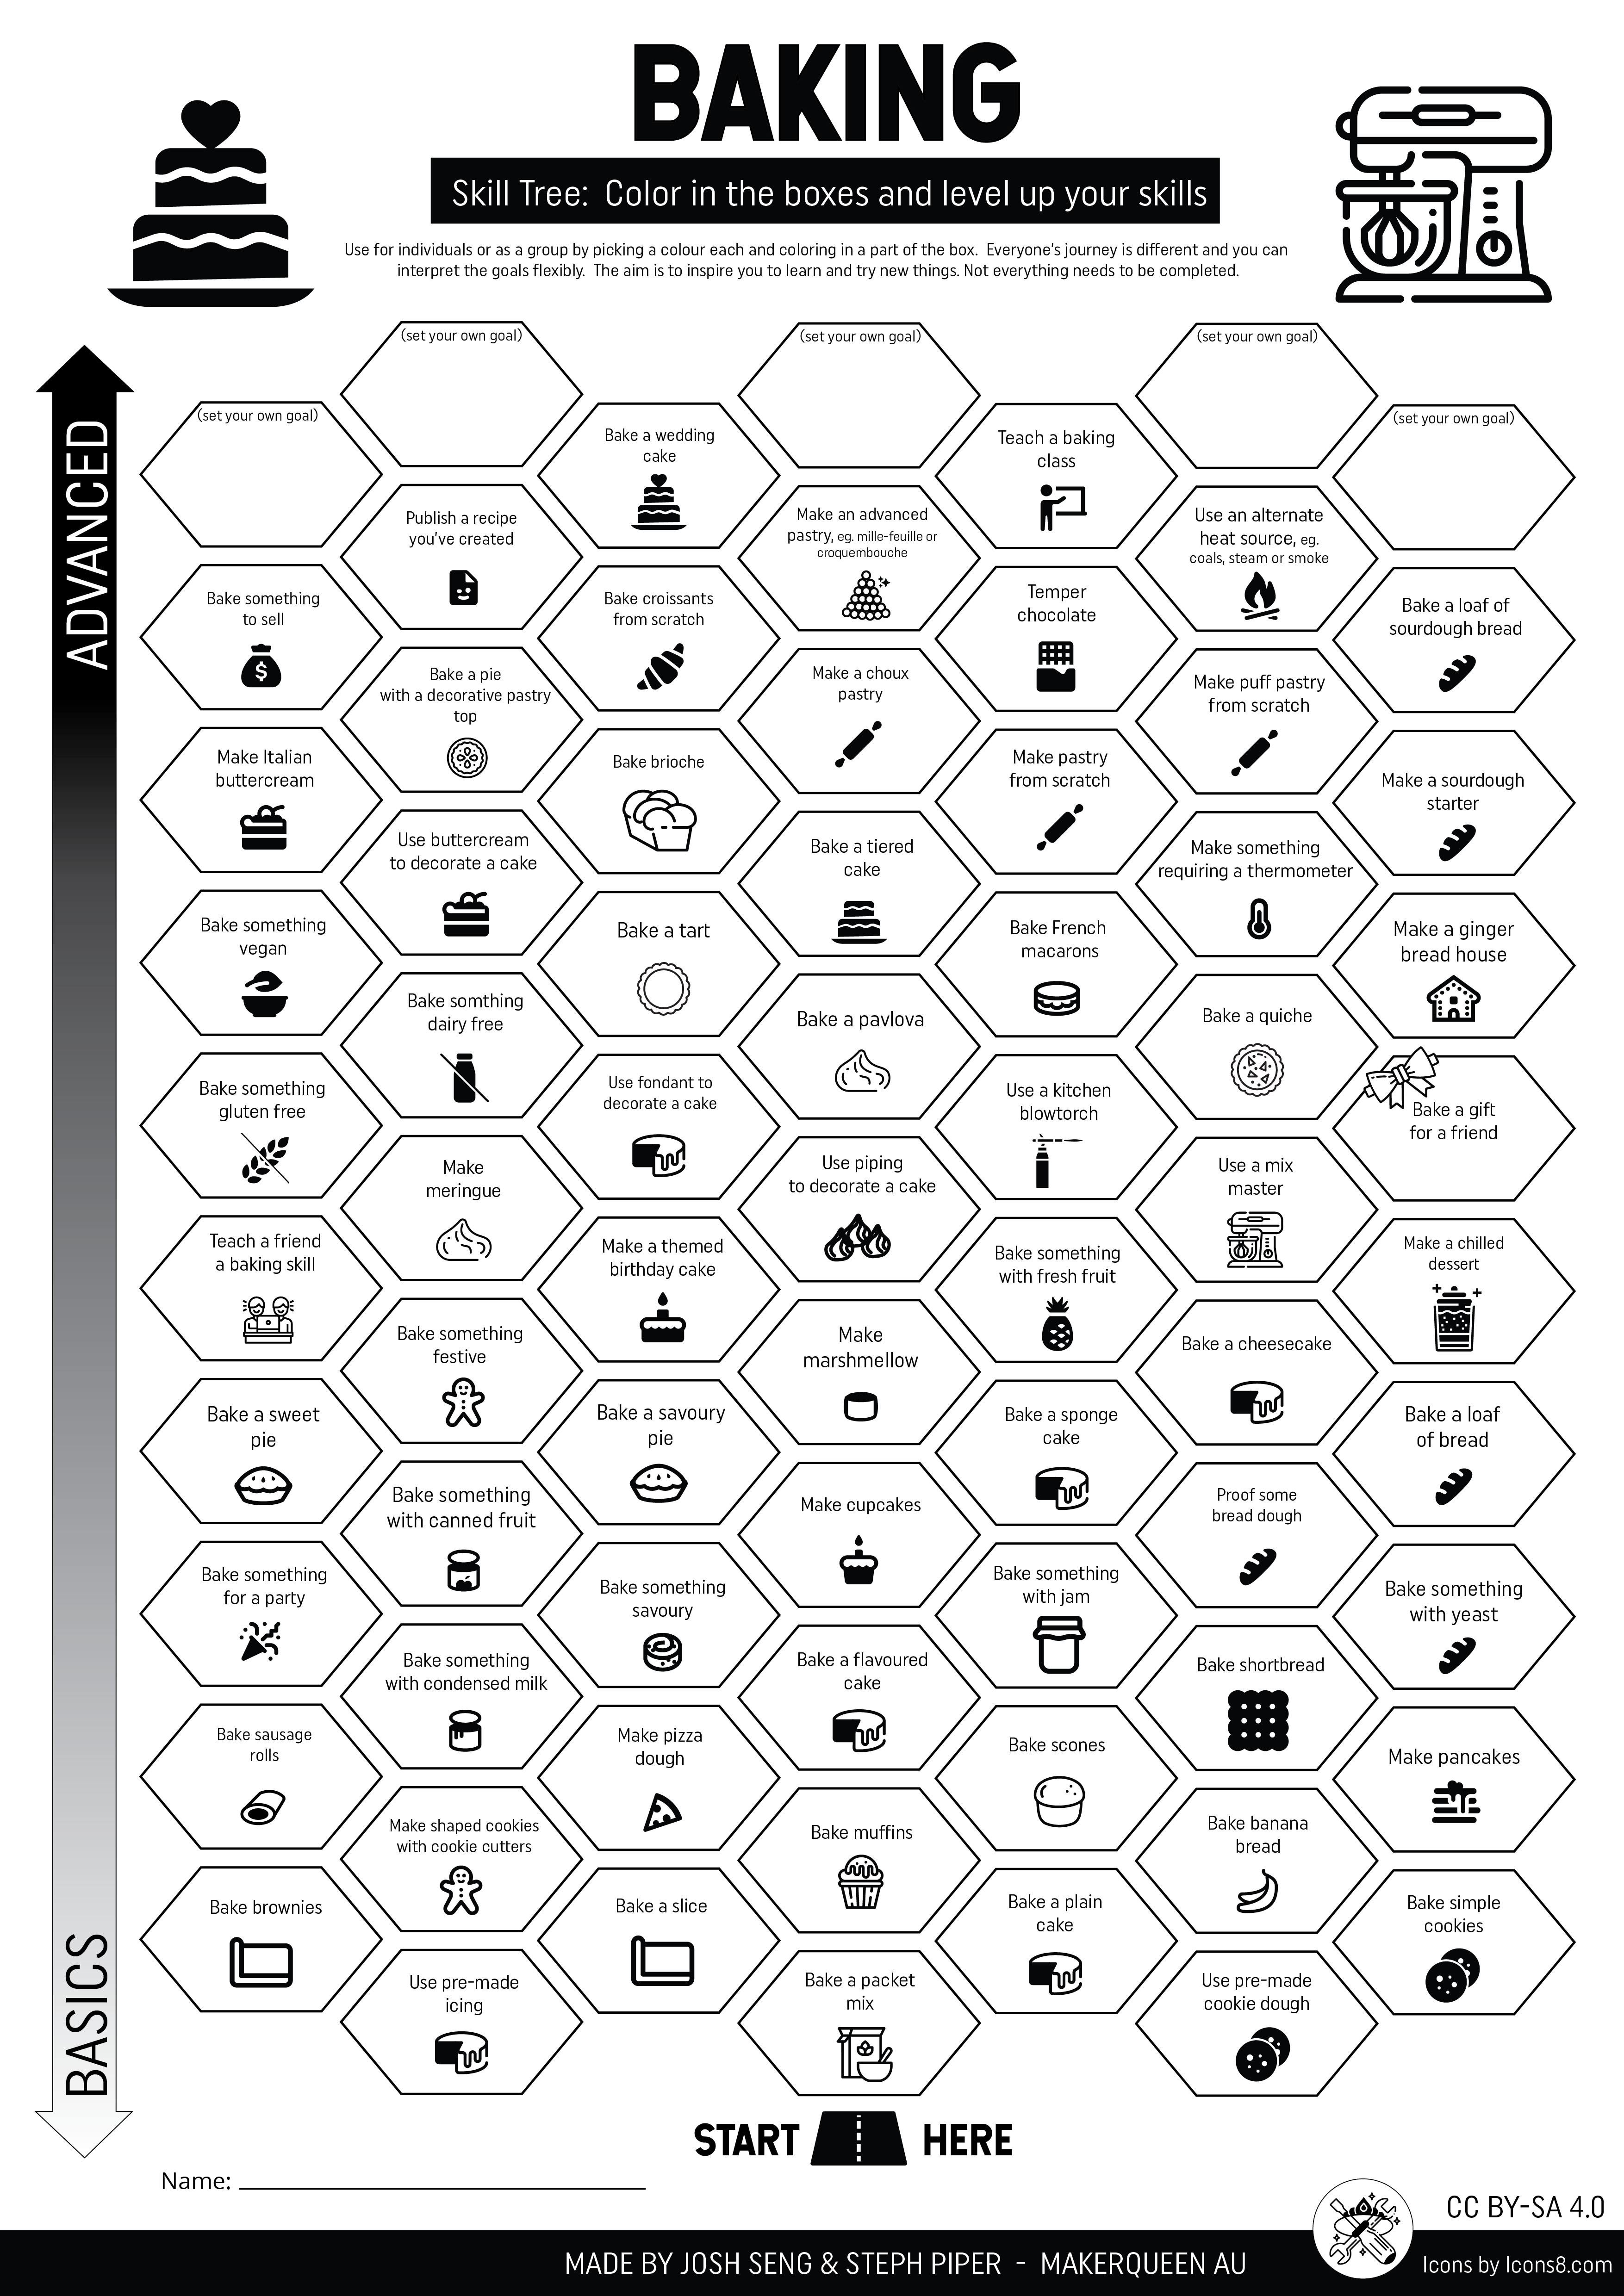 BAKING
Skill Tree:  Color in the boxes and level up your skills
Use for individuals or as a group by picking a colour each and coloring in a part of the box.  Everyone's journey is different and you can
interpret the goals flexibly.  The aim is to inspire you to learn and try new things. Not everything needs to be completed.
ADVANCED
(set your own goal)
(set your own goal)
(set your own goal)
(set your own goal)
(set your own goal)
Bake a wedding
cake
Teach a baking
class
Publish a recipe
you've created
Make an advanced
pastry, eg. mille-feuille or
croquembouche
Use an alternate
heat source, eg.
coals, steam or smoke
Bake something
to sell
Bake croissants
from scratch
Temper
chocolate
Bake a loaf of
sourdough bread
Bake a pie
with a decorative pastry
top
Make a choux
pastry
Make puff pastry
from scratch
Make Italian
buttercream
Bake brioche
Make pastry
from scratch
Make a sourdough
starter
Use buttercream
to decorate a cake
Bake a tiered
cake
Make something
requiring a thermometer
Bake something
vegan
Bake a tart
Bake French
macarons
Make a ginger
bread house
Bake somthing
dairy free
Bake a pavlova
Bake a quiche
Bake something
gluten free
Use fondant to
decorate a cake
Use a kitchen
blowtorch
Bake a gift
for a friend
Make
meringue
Use piping
to decorate a cake
Use a mix
master
Teach a friend
a baking skill
Make a themed
birthday cake
Bake something
with fresh fruit
Make a chilled
dessert
Bake something
festive
Make
marshmellow
Bake a cheesecake
Bake a sweet
pie
Bake a savoury
pie
Bake a sponge
cake
Bake a loaf
of bread
Bake something
with canned fruit
Make cupcakes
Proof some
bread dough
Bake something
for a party
Bake something
savoury
Bake something
with jam
Bake something
with yeast
Bake something
with condensed milk
Bake a flavoured
cake
Bake shortbread
Bake sausage
rolls
Make pizza
dough
Bake scones
Make pancakes
Make shaped cookies
with cookie cutters
Bake muffins
Bake banana
bread
Bake brownies
Bake a slice
Bake a plain
cake
Bake simple
cookies
Use pre-made
icing
Bake a packet
mix
Use pre-made
cookie dough
BASICS
START HERE
Name:
CC BY-SA 4.0
MADE BY JOSH SENG & STEPH PIPER  -  MAKERQUEEN AU
Icons by Icons8.com